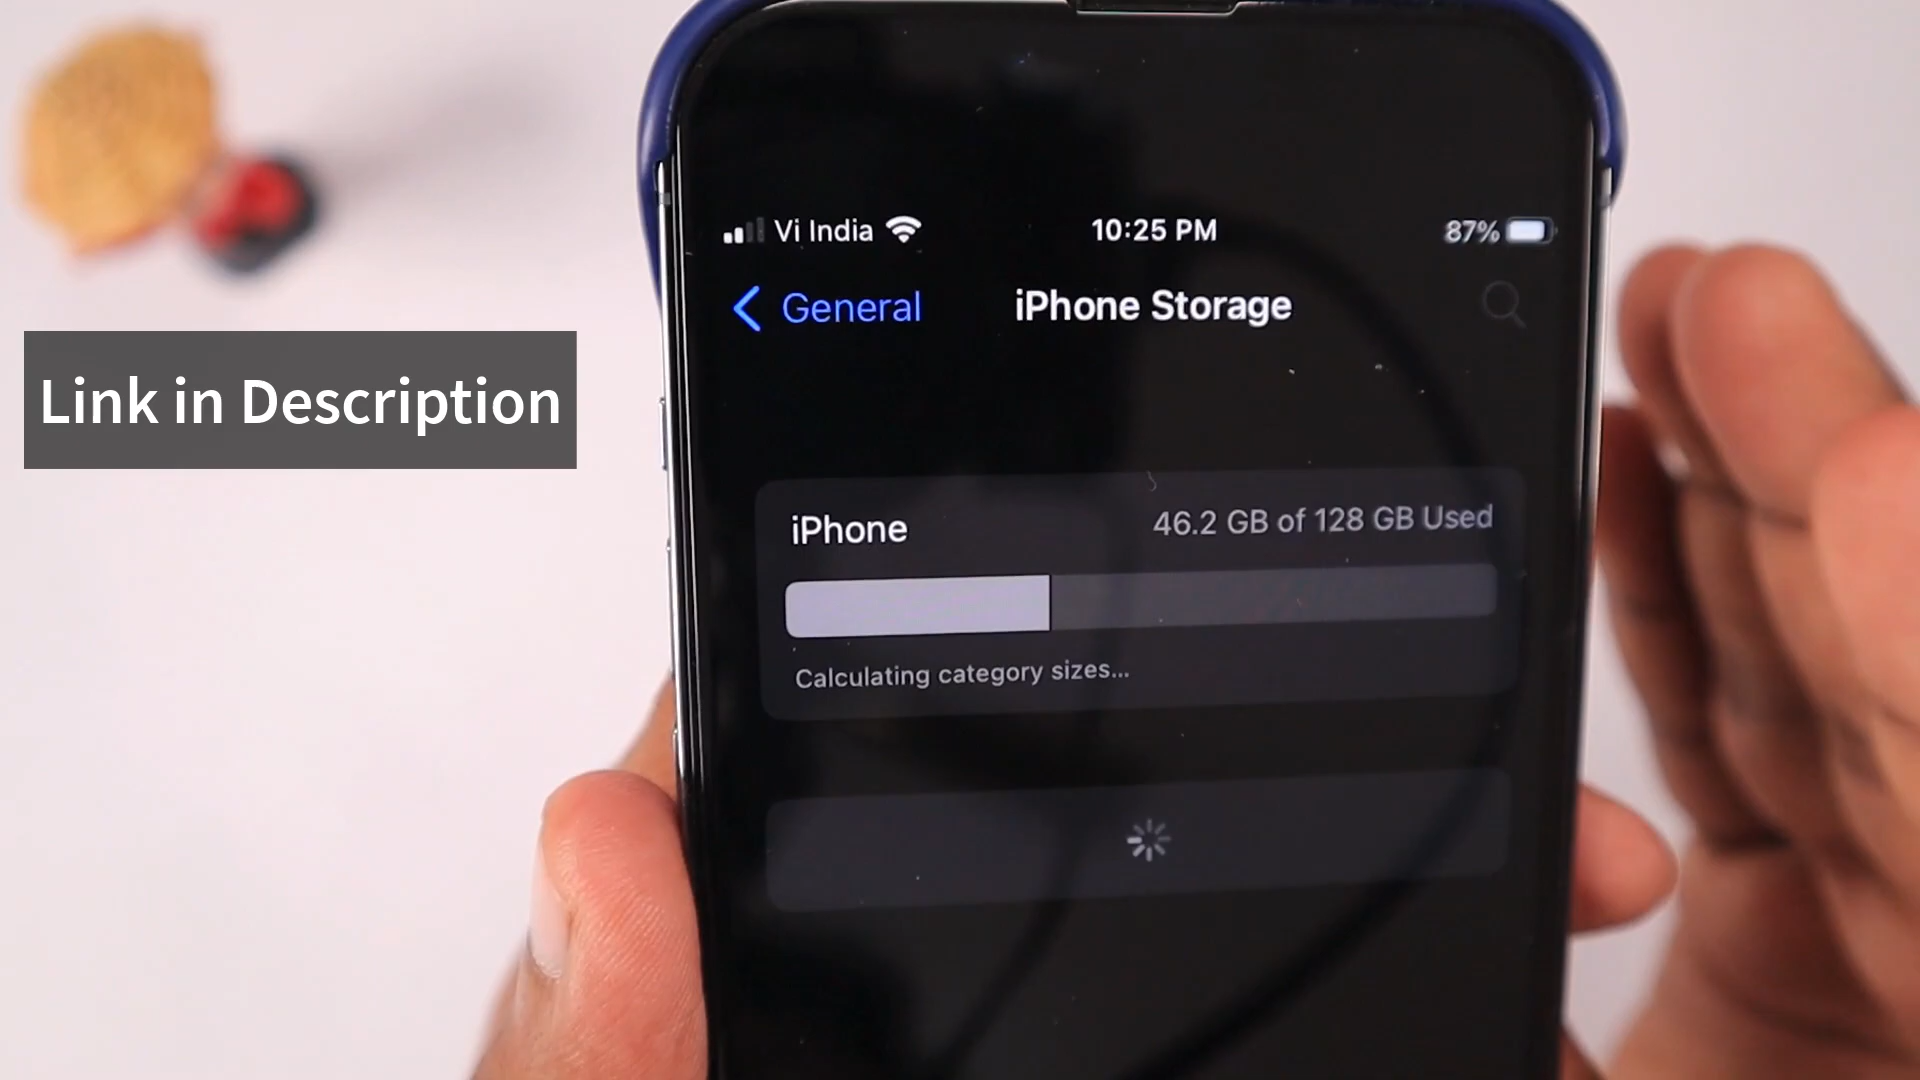 Vi India
10:25 PM
87%
General
iPhone Storage
Link in Description
iPhone
46.2 GB of 128 GB Used
Calculating category sizes...